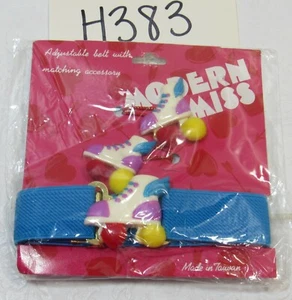 H383
Adjustable belt with
matching accessory
MODERN
MISS
Made in Taiwan